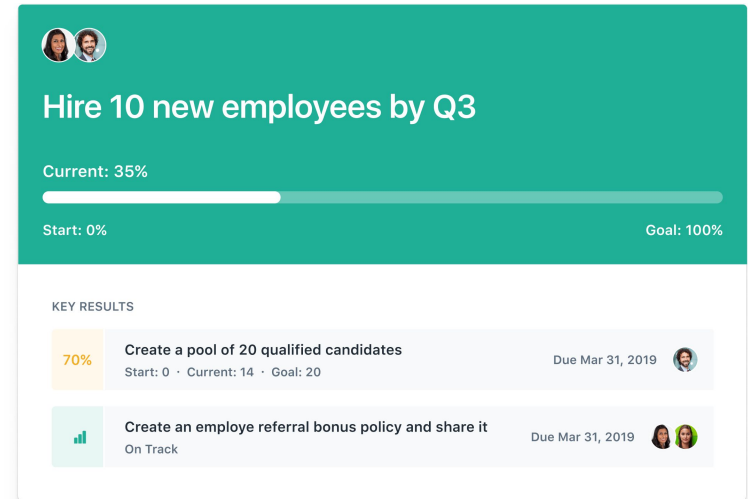 Hire 10 new employees by Q3
Current: 35%
Start: 0%
Goal: 100%
KEY RESULTS
70%
Create a pool of 20 qualified candidates
Start: 0 · Current: 14 · Goal: 20
Due Mar 31, 2019
Create an employe referral bonus policy and share it
On Track
Due Mar 31, 2019